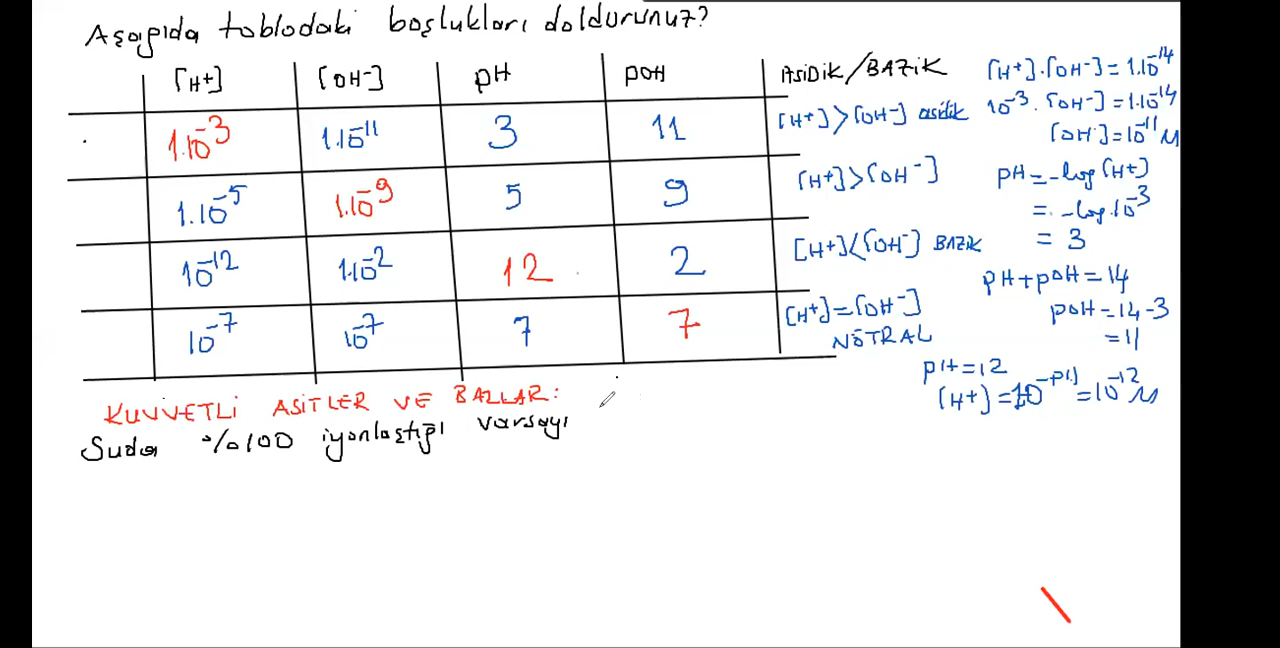 Aşağıda tablodaki boşlukları doldurunuz?
[H+] [OH-] pH pOH ASİDİK/BAZİK
1.10⁻³ 1.10⁻¹¹ 3 11 [H+]>[OH-] asidik
1.10⁻⁵ 1.10⁻⁹ 5 9 [H+]>[OH-]
10⁻¹² 1.10⁻² 12 2 [H+]<[OH-] BAZİK
10⁻⁷ 10⁻⁷ 7 7 [H+]=[OH-]
NÖTRAL
[H+].[OH-]=1.10⁻¹⁴
10⁻³.[OH-]=1.10⁻¹⁴
[OH-]=10⁻¹¹ M
pH=-log[H+]
=-log.10⁻³
= 3
pH+pOH=14
pOH=14-3
=11
pH=12
[H+]=10⁻ᵖᴴ=10⁻¹² M
KUVVETLİ ASİTLER VE BAZLAR:
Suda %100 iyonlaştığı varsayı